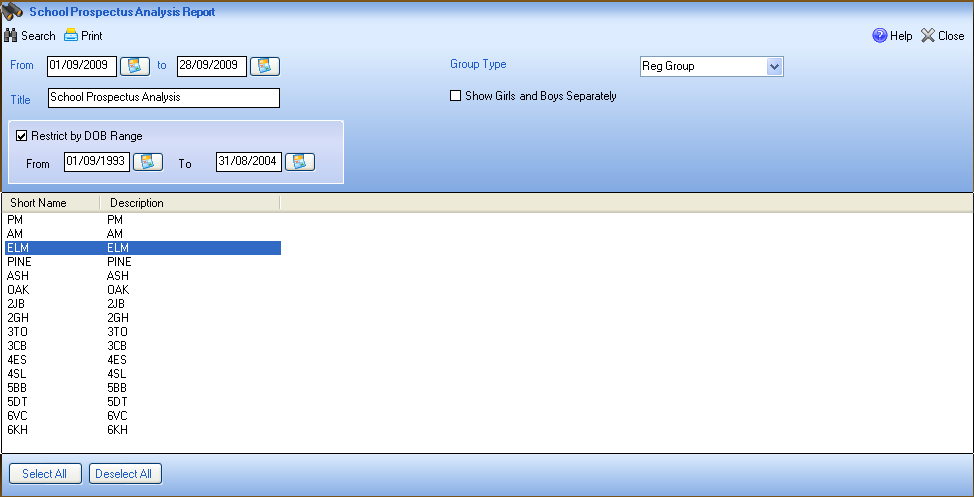 School Prospectus Analysis Report
Search Print Help Close
From 01/09/2009 to 28/09/2009 Group Type Reg Group
Title School Prospectus Analysis Show Girls and Boys Separately
Restrict by DOB Range
From 01/09/1993 To 31/08/2004
Short Name Description
PM PM
AM AM
ELM ELM
PINE PINE
ASH ASH
OAK OAK
2JB 2JB
2GH 2GH
3TO 3TO
3CB 3CB
4ES 4ES
4SL 4SL
5BB 5BB
5DT 5DT
6VC 6VC
6KH 6KH
Select All Deselect All